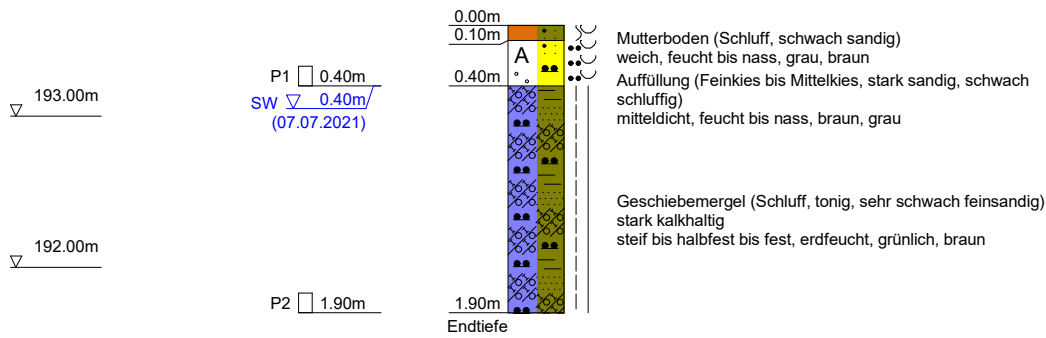 0.00m
0.10m
Mutterboden (Schluff, schwach sandig)
weich, feucht bis nass, grau, braun
A
P1 0.40m
0.40m
Auffüllung (Feinkies bis Mittelkies, stark sandig, schwach
schluffig)
mitteldicht, feucht bis nass, braun, grau
193.00m
SW 0.40m
(07.07.2021)
Geschiebemergel (Schluff, tonig, sehr schwach feinsandig)
stark kalkhaltig
steif bis halbfest bis fest, erdfeucht, grünlich, braun
192.00m
P2 1.90m
1.90m
Endtiefe